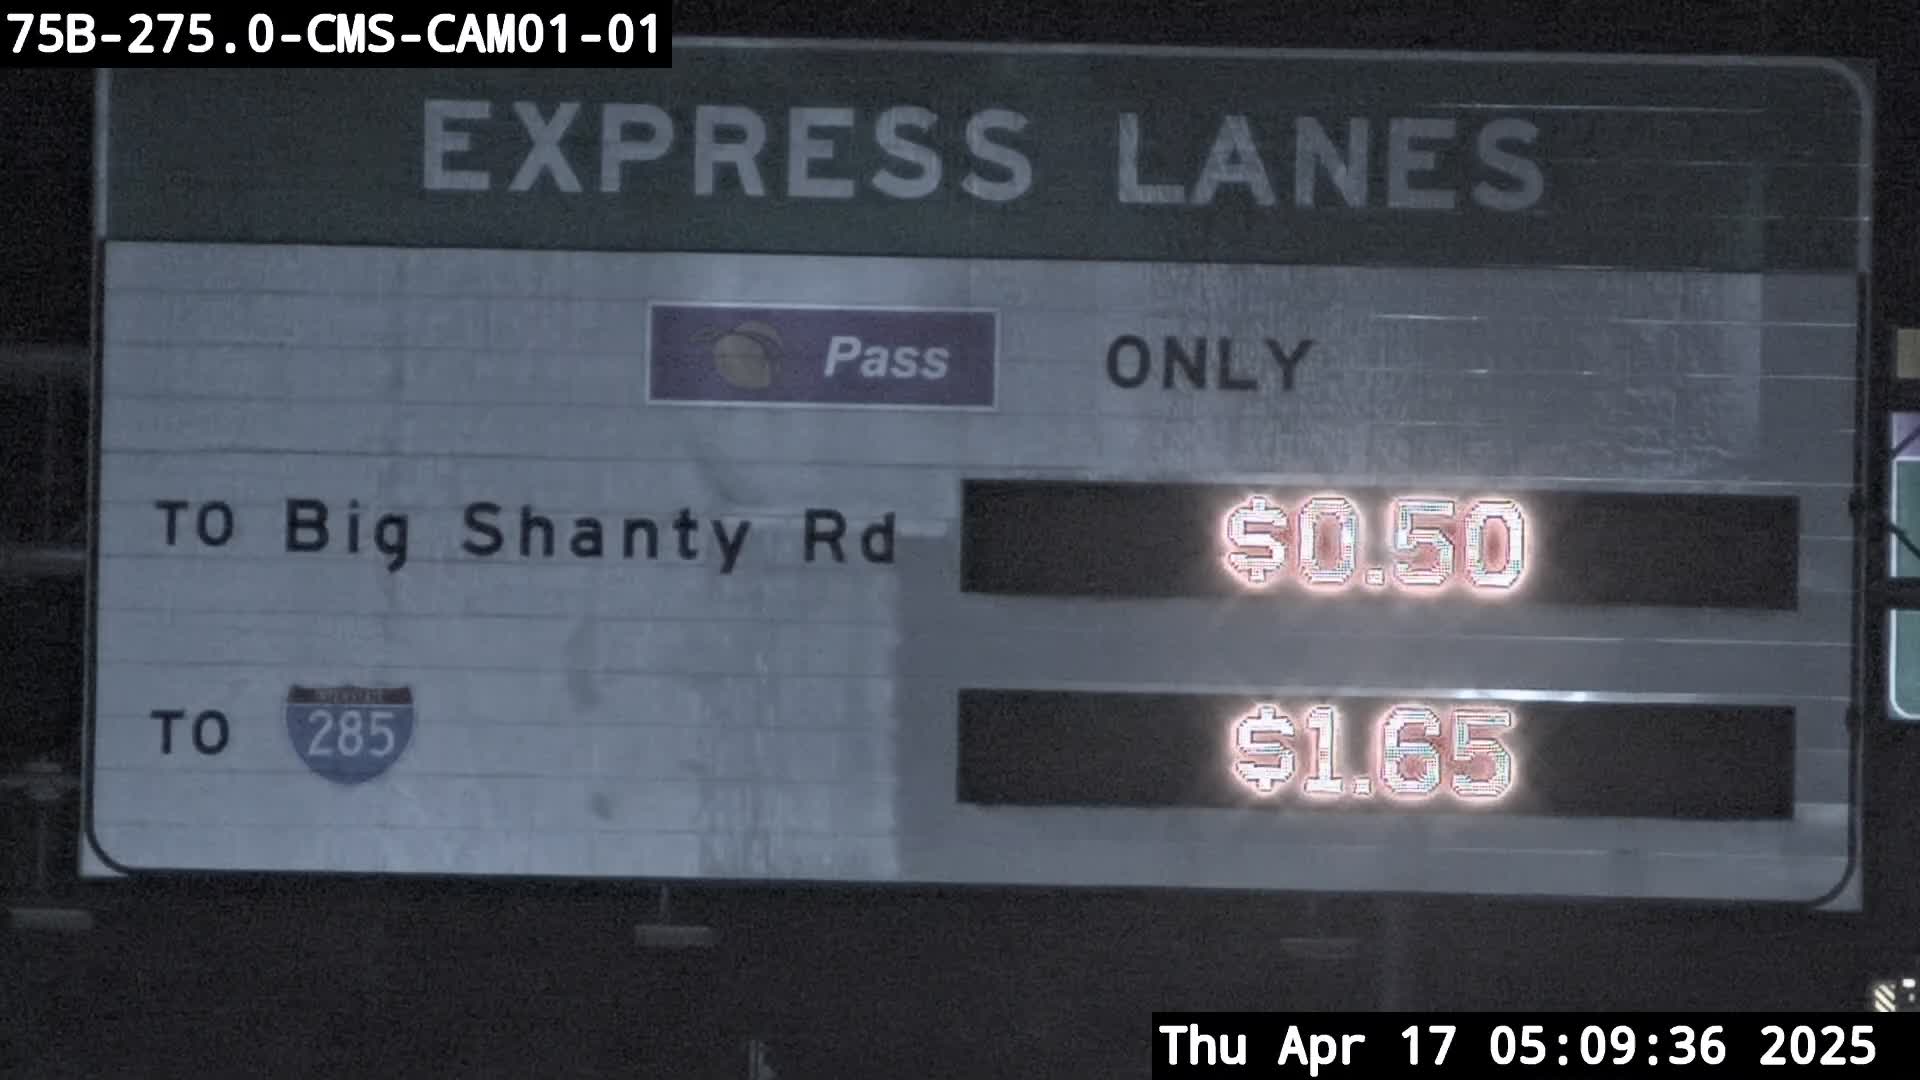 75B-275.0-CMS-CAM01-01
EXPRESS LANES
Pass ONLY
TO Big Shanty Rd $0.50
INTERSTATE
TO 285 $1.65
Thu Apr 17 05:09:36 2025